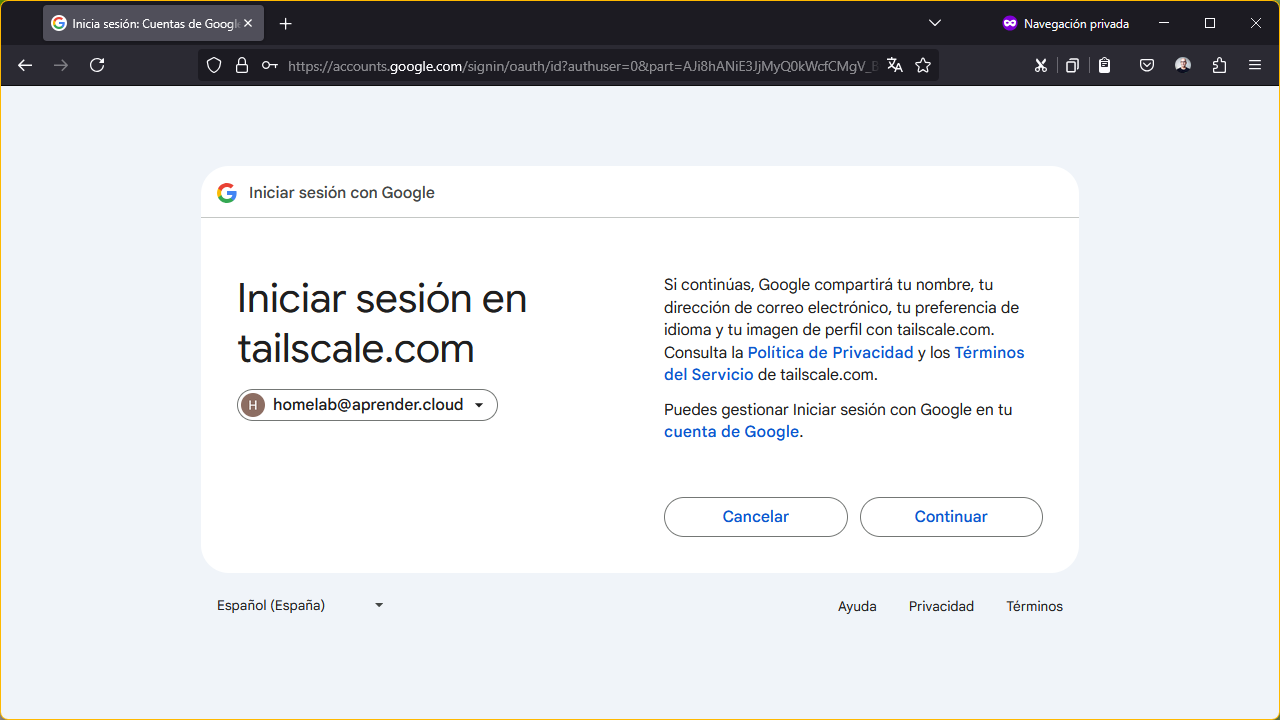 Inicia sesión: Cuentas de Google
Navegación privada
https://accounts.google.com/signin/oauth/id?authuser=0&part=AJi8hANiE3JjMyQ0kWcfCMgV_
Iniciar sesión con Google
Iniciar sesión en
tailscale.com
H homelab@aprender.cloud
Si continúas, Google compartirá tu nombre, tu
dirección de correo electrónico, tu preferencia de
idioma y tu imagen de perfil con tailscale.com.
Consulta la Política de Privacidad y los Términos
del Servicio de tailscale.com.
Puedes gestionar Iniciar sesión con Google en tu
cuenta de Google.
Cancelar Continuar
Español (España)
Ayuda Privacidad Términos